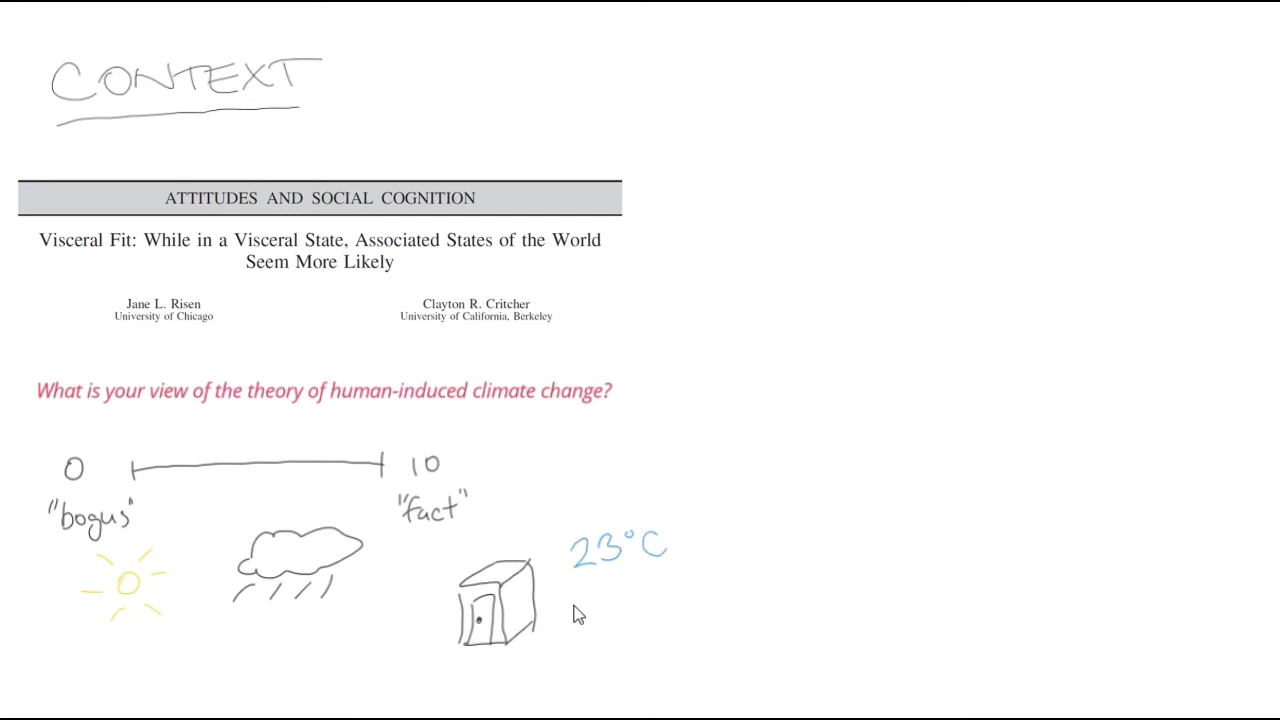 CONTEXT
ATTITUDES AND SOCIAL COGNITION
Visceral Fit: While in a Visceral State, Associated States of the World
Seem More Likely
Jane L. Risen
University of Chicago
Clayton R. Critcher
University of California, Berkeley
What is your view of the theory of human-induced climate change?
0 10
"bogus" "fact"
23°C